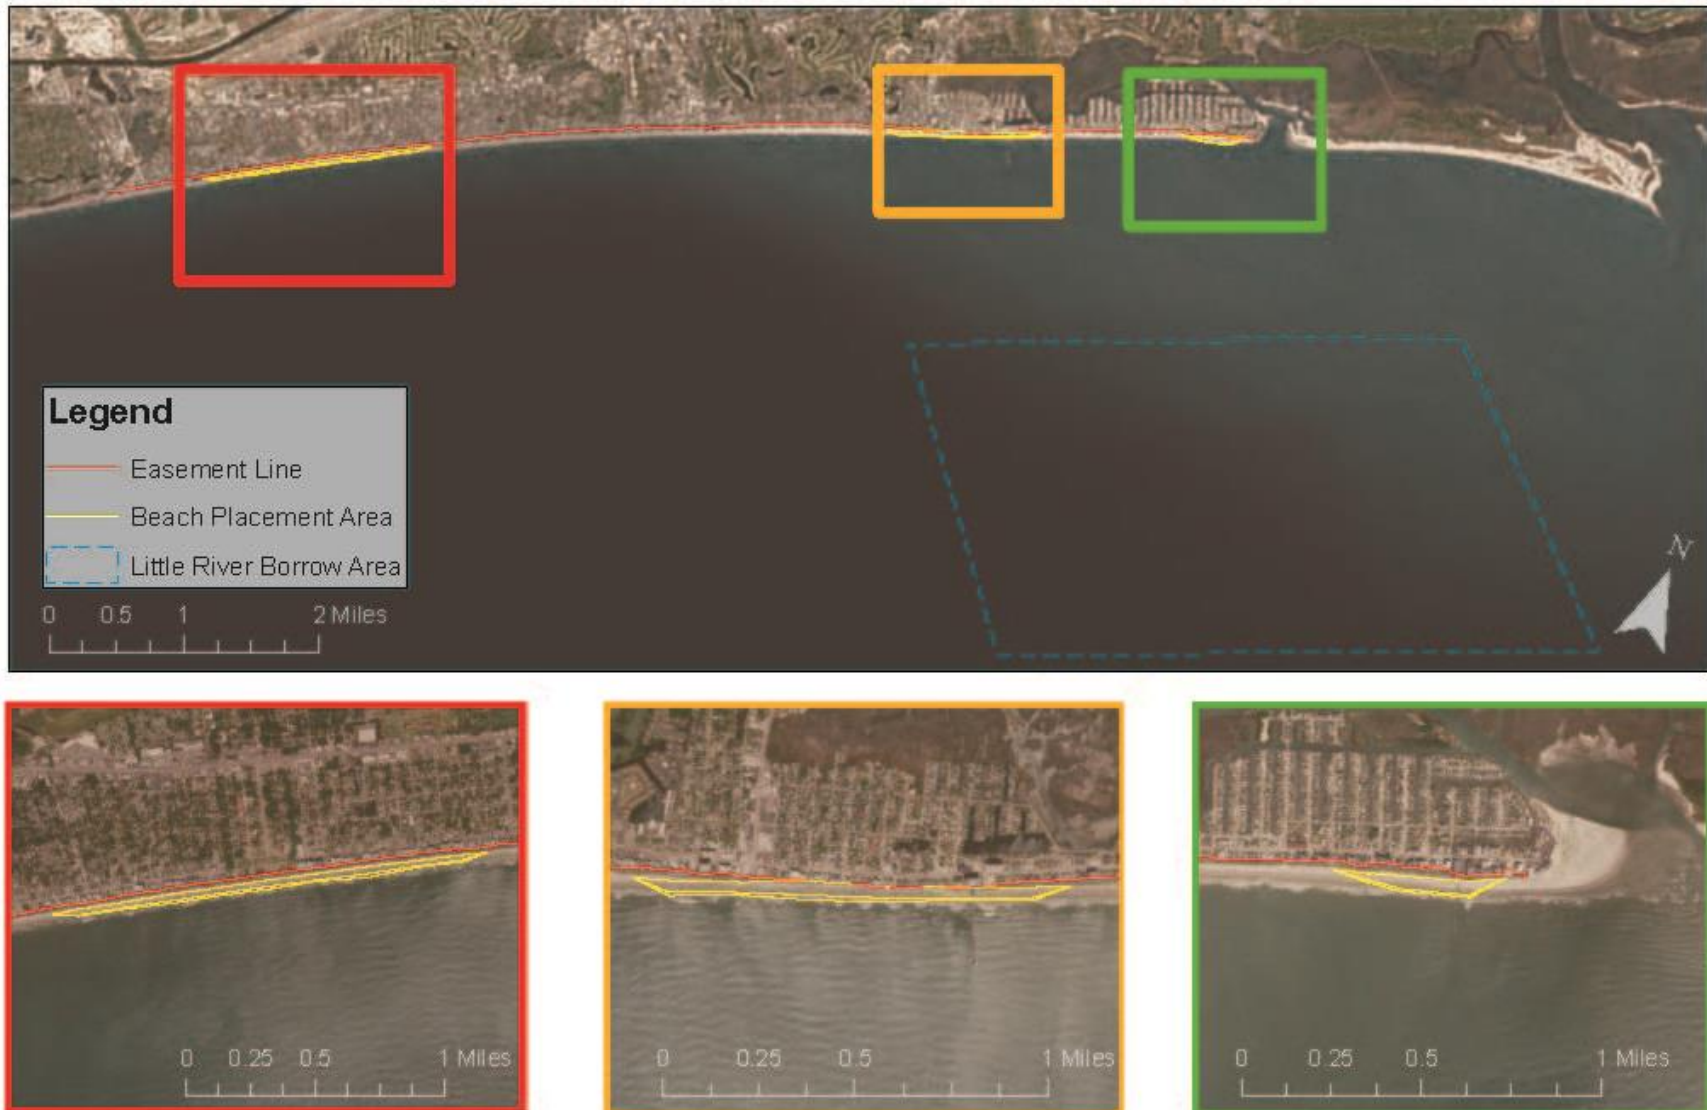 Legend
Easement Line
Beach Placement Area
Little River Borrow Area
0 0.5 1 2 Miles
N
0 0.25 0.5 1 Miles
0 0.25 0.5 1 Miles
0 0.25 0.5 1 Miles